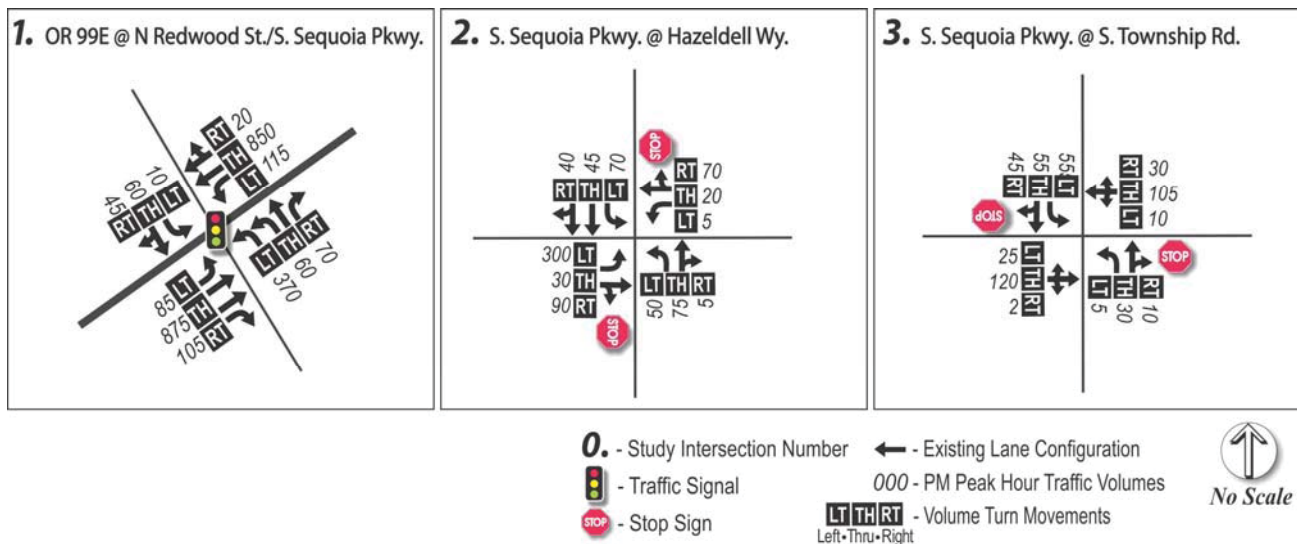 1. OR 99E @ N Redwood St./S. Sequoia Pkwy.
RT 20
TH 850
LT 115
10 LT
60 TH
45 RT
LT 370
TH 60
RT 70
85 LT
875 TH
105 RT
2. S. Sequoia Pkwy. @ Hazeldell Wy.
STOP
40 45 70
RT TH LT
RT 70
TH 20
LT 5
300 LT
30 TH
90 RT
LT TH RT
50 75 5
STOP
3. S. Sequoia Pkwy. @ S. Township Rd.
45 55 55
RT TH LT
RT 30
TH 105
LT 10
STOP
25 LT
120 TH
2 RT
STOP
LT TH RT
5 30 10
0. - Study Intersection Number
- Traffic Signal
STOP - Stop Sign
- Existing Lane Configuration
000 - PM Peak Hour Traffic Volumes
LT TH RT - Volume Turn Movements
Left•Thru•Right
No Scale